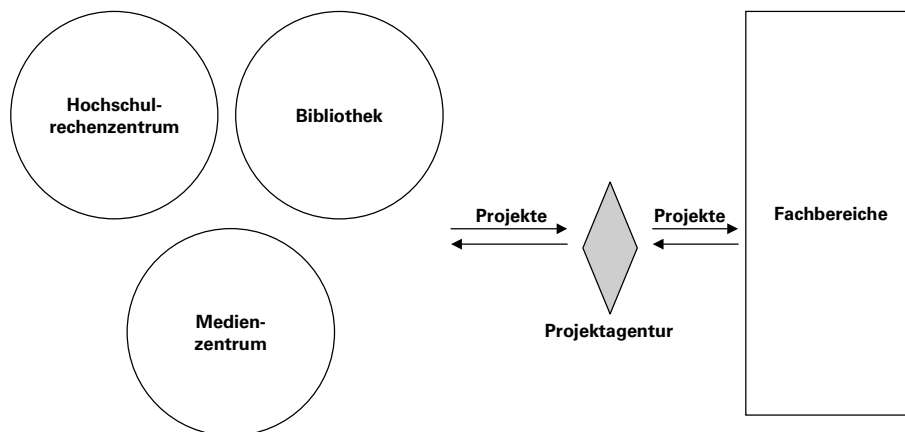 Hochschul-
rechenzentrum
Bibliothek
Medien-
zentrum
Projekte
Projektagentur
Projekte
Fachbereiche